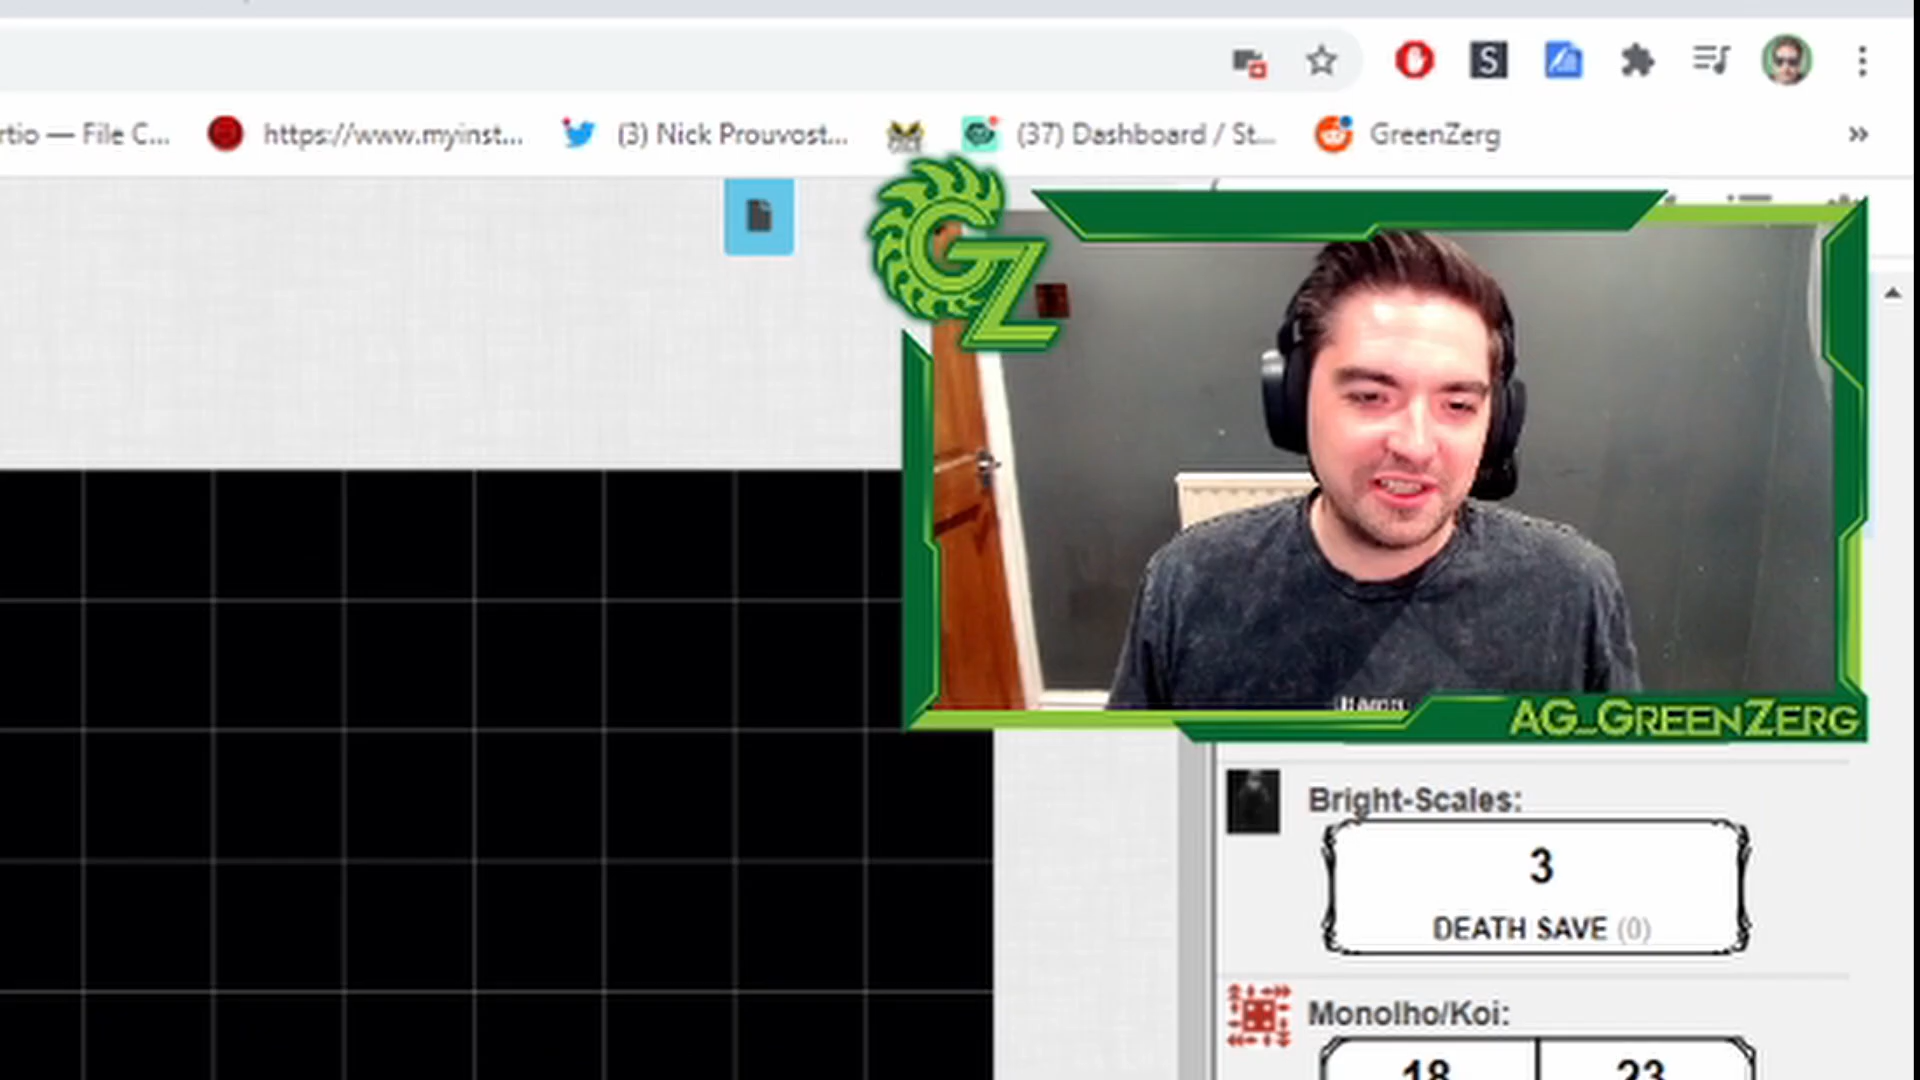 S
rtio — File C...
https://www.myinst...
(3) Nick Prouvost...
(37) Dashboard / St...
GreenZerg
»
GZ
AG_GREENZERG
Bright-Scales:
3
DEATH SAVE (0)
Monolho/Koi:
18
23